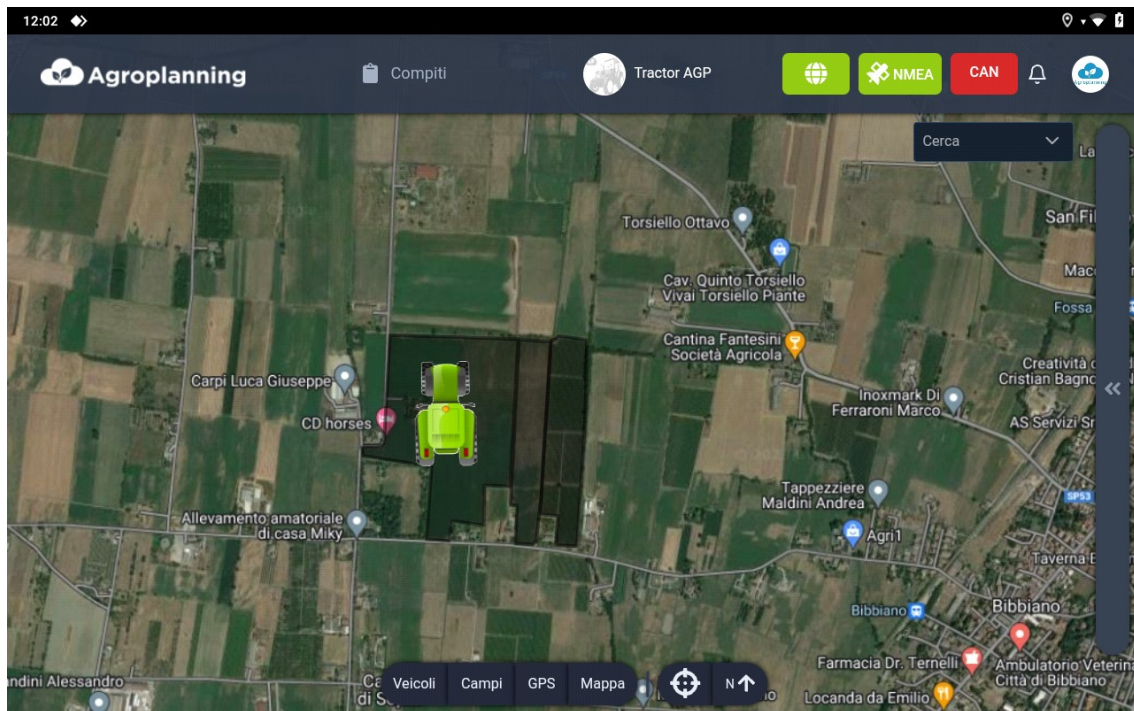 12:02
Agroplanning
Compiti
Tractor AGP
NMEA
CAN
Cerca
La
Torsiello Ottavo
San Fil
Cav. Quinto Torsiello
Vivai Torsiello Piante
Mac
Fossa
Cantina Fantesini
Società Agricola
Creatività
Cristian Bagno
Carpi Luca Giuseppe
Inoxmark Di
Ferraroni Marco
CD horses
AS Servizi Sr
Tappezziere
Maldini Andrea
SP53
Allevamento amatoriale
di casa Miky
Agri1
Taverna
Bibbiano
Bibbiano
Farmacia Dr. Ternelli
Ambulatorio Veterina
Città di Bibbiano
ndini Alessandro
Veicoli
Campi
GPS
Mappa
N
Locanda da Emilio